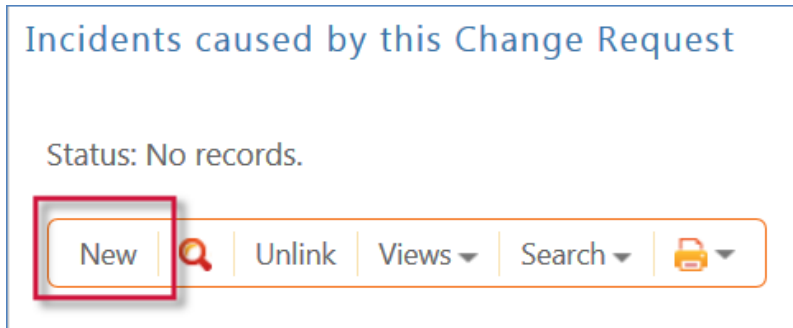 Incidents caused by this Change Request
Status: No records.
New Unlink Views Search